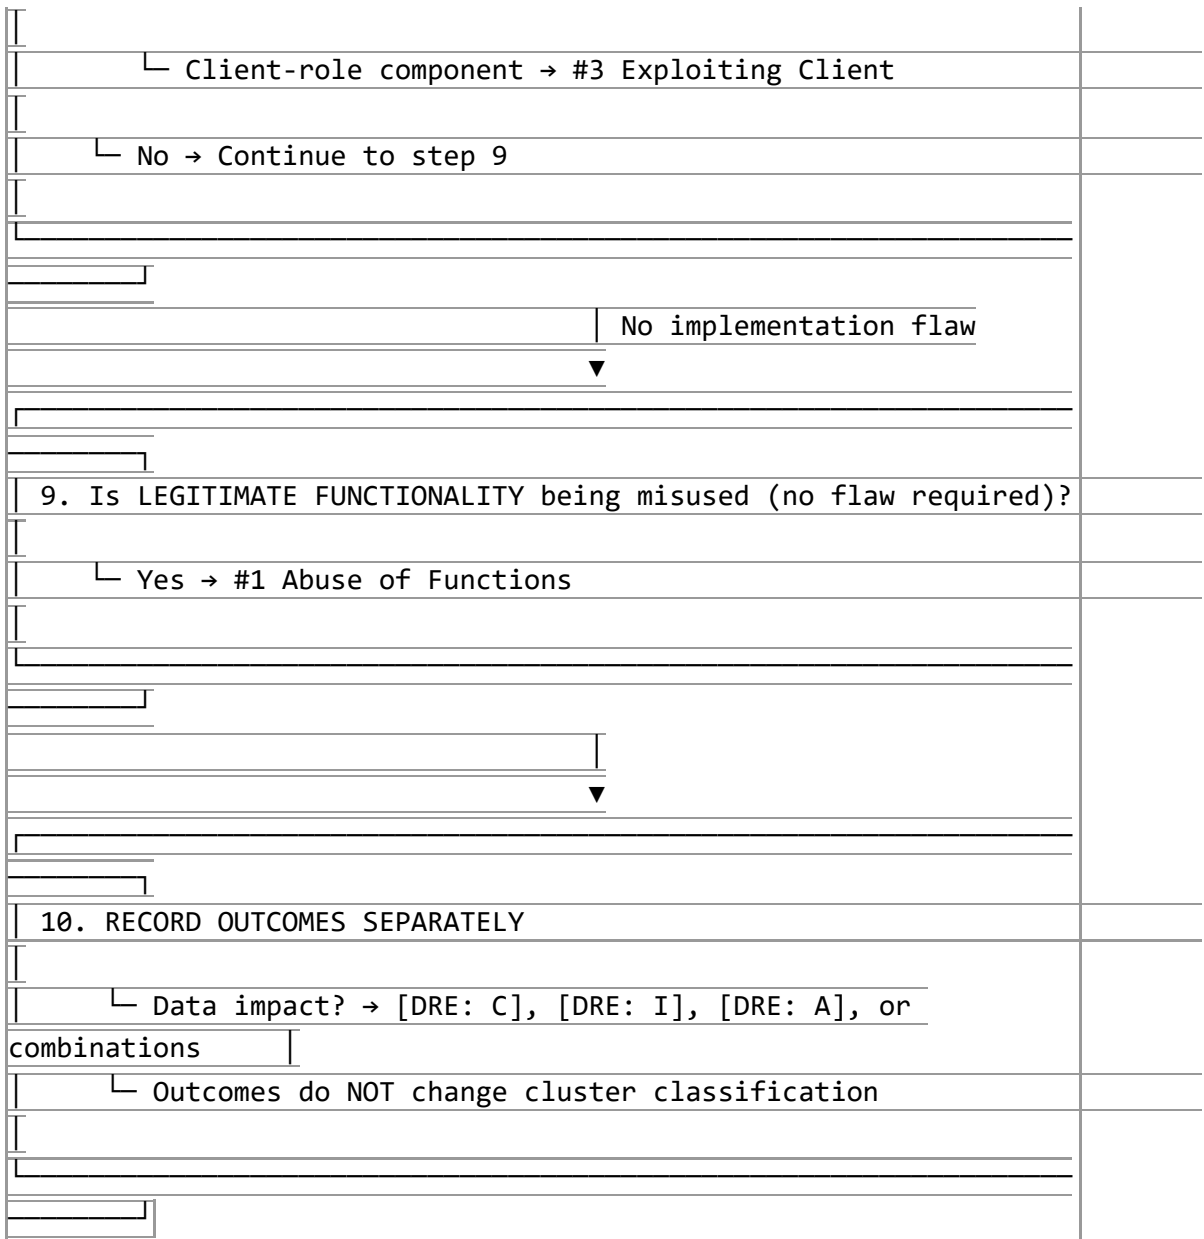 └─ Client-role component → #3 Exploiting Client
└─ No → Continue to step 9
No implementation flaw
▼
9. Is LEGITIMATE FUNCTIONALITY being misused (no flaw required)?
└─ Yes → #1 Abuse of Functions
▼
10. RECORD OUTCOMES SEPARATELY
└─ Data impact? → [DRE: C], [DRE: I], [DRE: A], or
combinations
└─ Outcomes do NOT change cluster classification